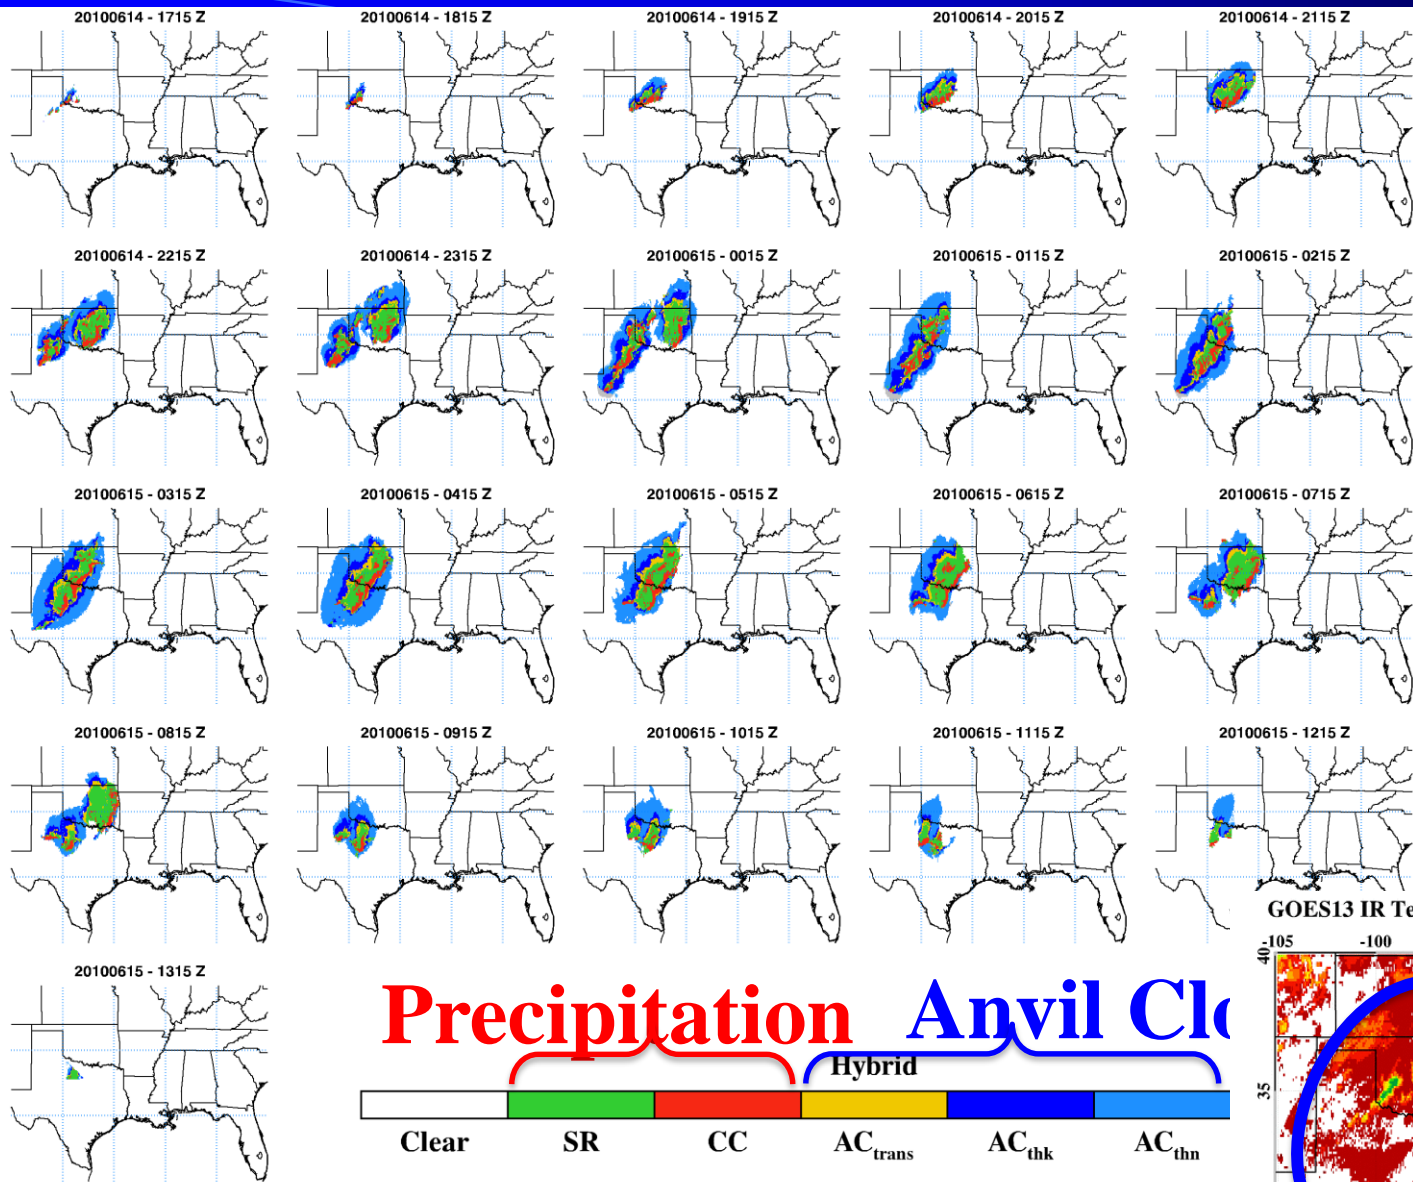 20100614 - 1715 Z
20100614 - 1815 Z
20100614 - 1915 Z
20100614 - 2015 Z
20100614 - 2115 Z
20100614 - 2215 Z
20100614 - 2315 Z
20100615 - 0015 Z
20100615 - 0115 Z
20100615 - 0215 Z
20100615 - 0315 Z
20100615 - 0415 Z
20100615 - 0515 Z
20100615 - 0615 Z
20100615 - 0715 Z
20100615 - 0815 Z
20100615 - 0915 Z
20100615 - 1015 Z
20100615 - 1115 Z
20100615 - 1215 Z
20100615 - 1315 Z
Precipitation
Anvil Clo
Hybrid
Clear SR CC ACtrans ACthk ACthn
GOES13 IR Te
-105 -100
40
35